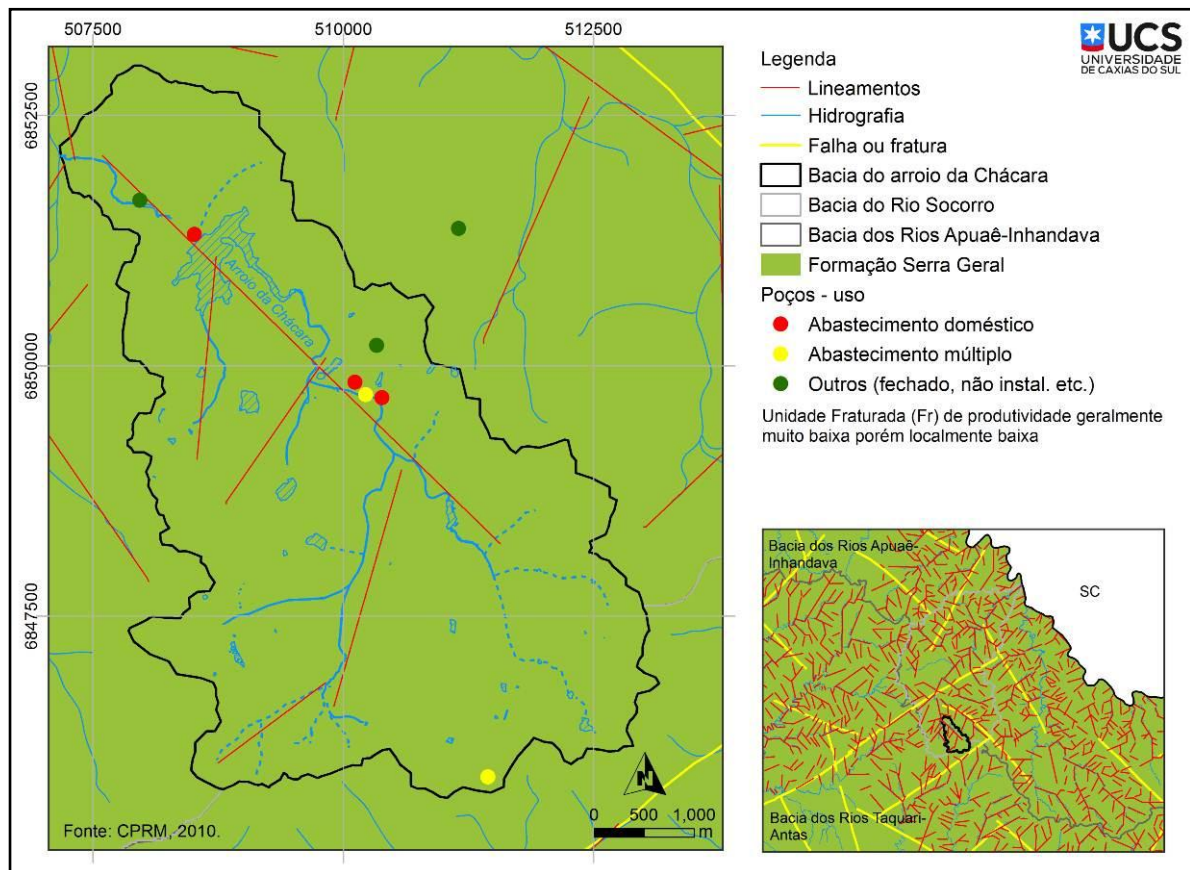 507500
510000
512500
6852500
6850000
6847500
Arroio da Chácara
Fonte: CPRM, 2010.
N
0 500 1,000
m
UCS
UNIVERSIDADE
DE CAXIAS DO SUL
Legenda
Lineamentos
Hidrografia
Falha ou fratura
Bacia do arroio da Chácara
Bacia do Rio Socorro
Bacia dos Rios Apuaê-Inhandava
Formação Serra Geral
Poços - uso
Abastecimento doméstico
Abastecimento múltiplo
Outros (fechado, não instal. etc.)
Unidade Fraturada (Fr) de produtividade geralmente
muito baixa porém localmente baixa
Bacia dos Rios Apuaê-
Inhandava
SC
Bacia dos Rios Taquari-
Antas